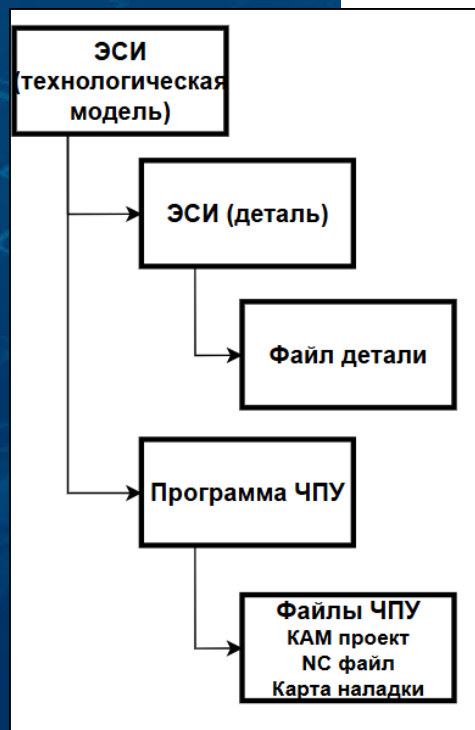 ЭСИ
(технологическая
модель)
ЭСИ (деталь)
Файл детали
Программа ЧПУ
Файлы ЧПУ
КАМ проект
NC файл
Карта наладки